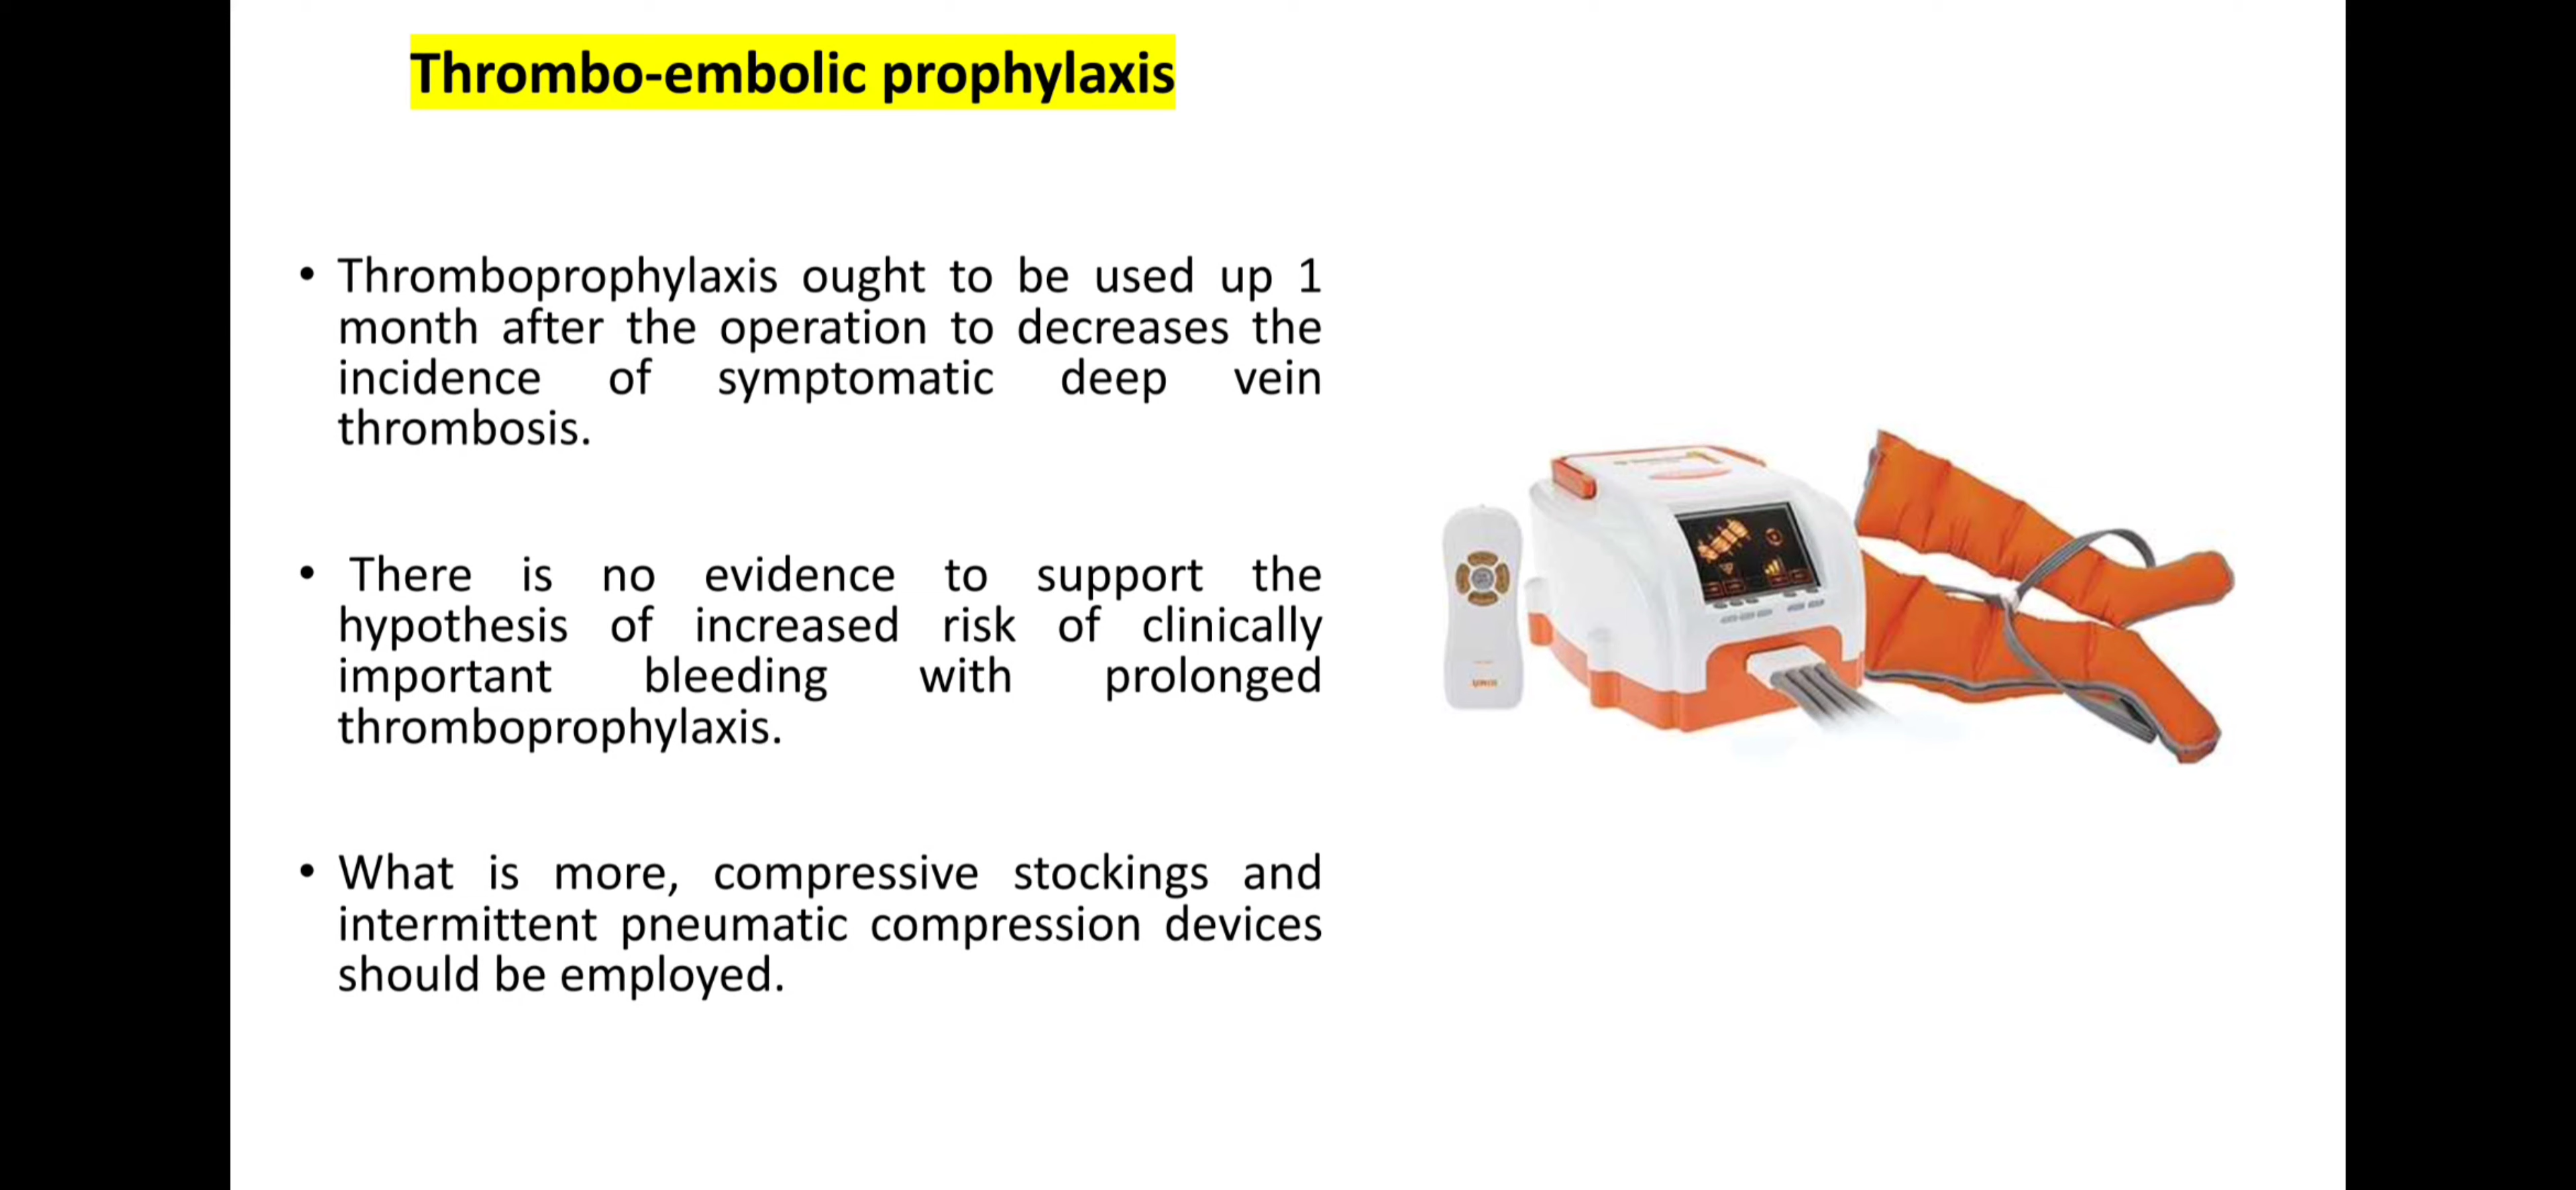 Thrombo-embolic prophylaxis
• Thromboprophylaxis ought to be used up 1
month after the operation to decreases the
incidence of symptomatic deep vein
thrombosis.
• There is no evidence to support the
hypothesis of increased risk of clinically
important bleeding with prolonged
thromboprophylaxis.
• What is more, compressive stockings and
intermittent pneumatic compression devices
should be employed.